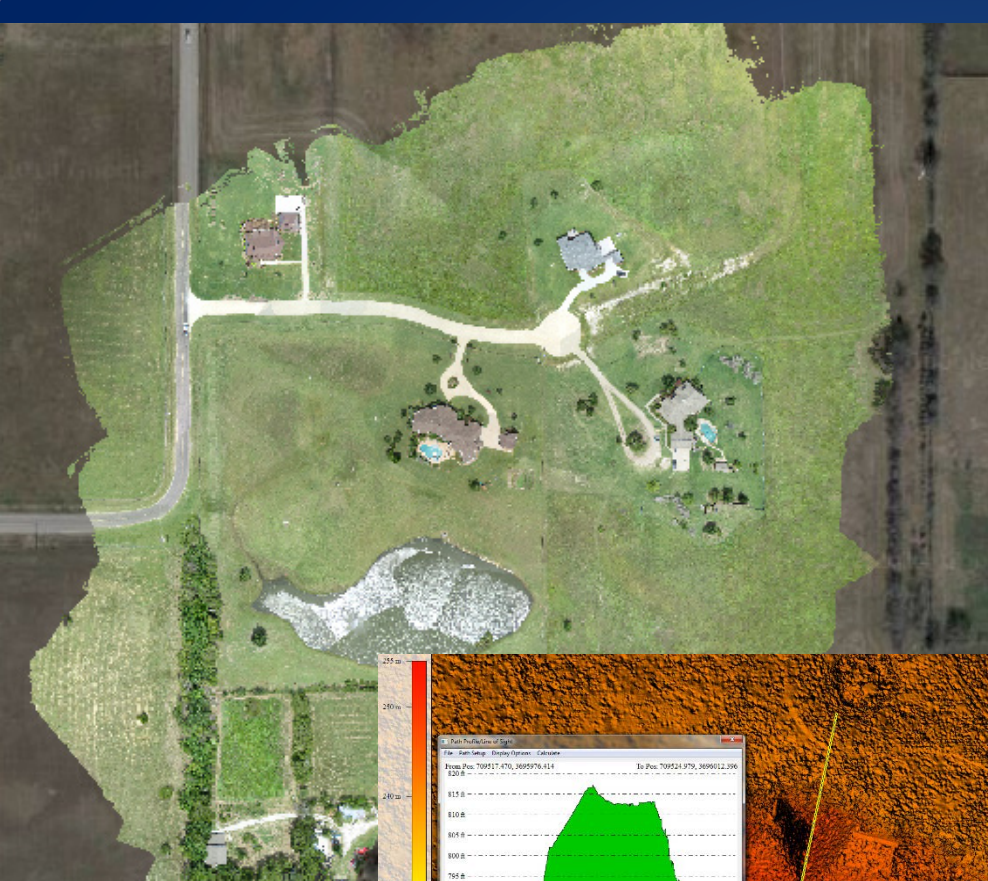 255 m
250 m
240 m
Path Profile/Line of Sight
File Path Setup Display Options Calculate
From Pos: 709517.470, 3695976.414 To Pos: 709524.979, 3696012.396
820 ft
815 ft
810 ft
805 ft
800 ft
795 ft